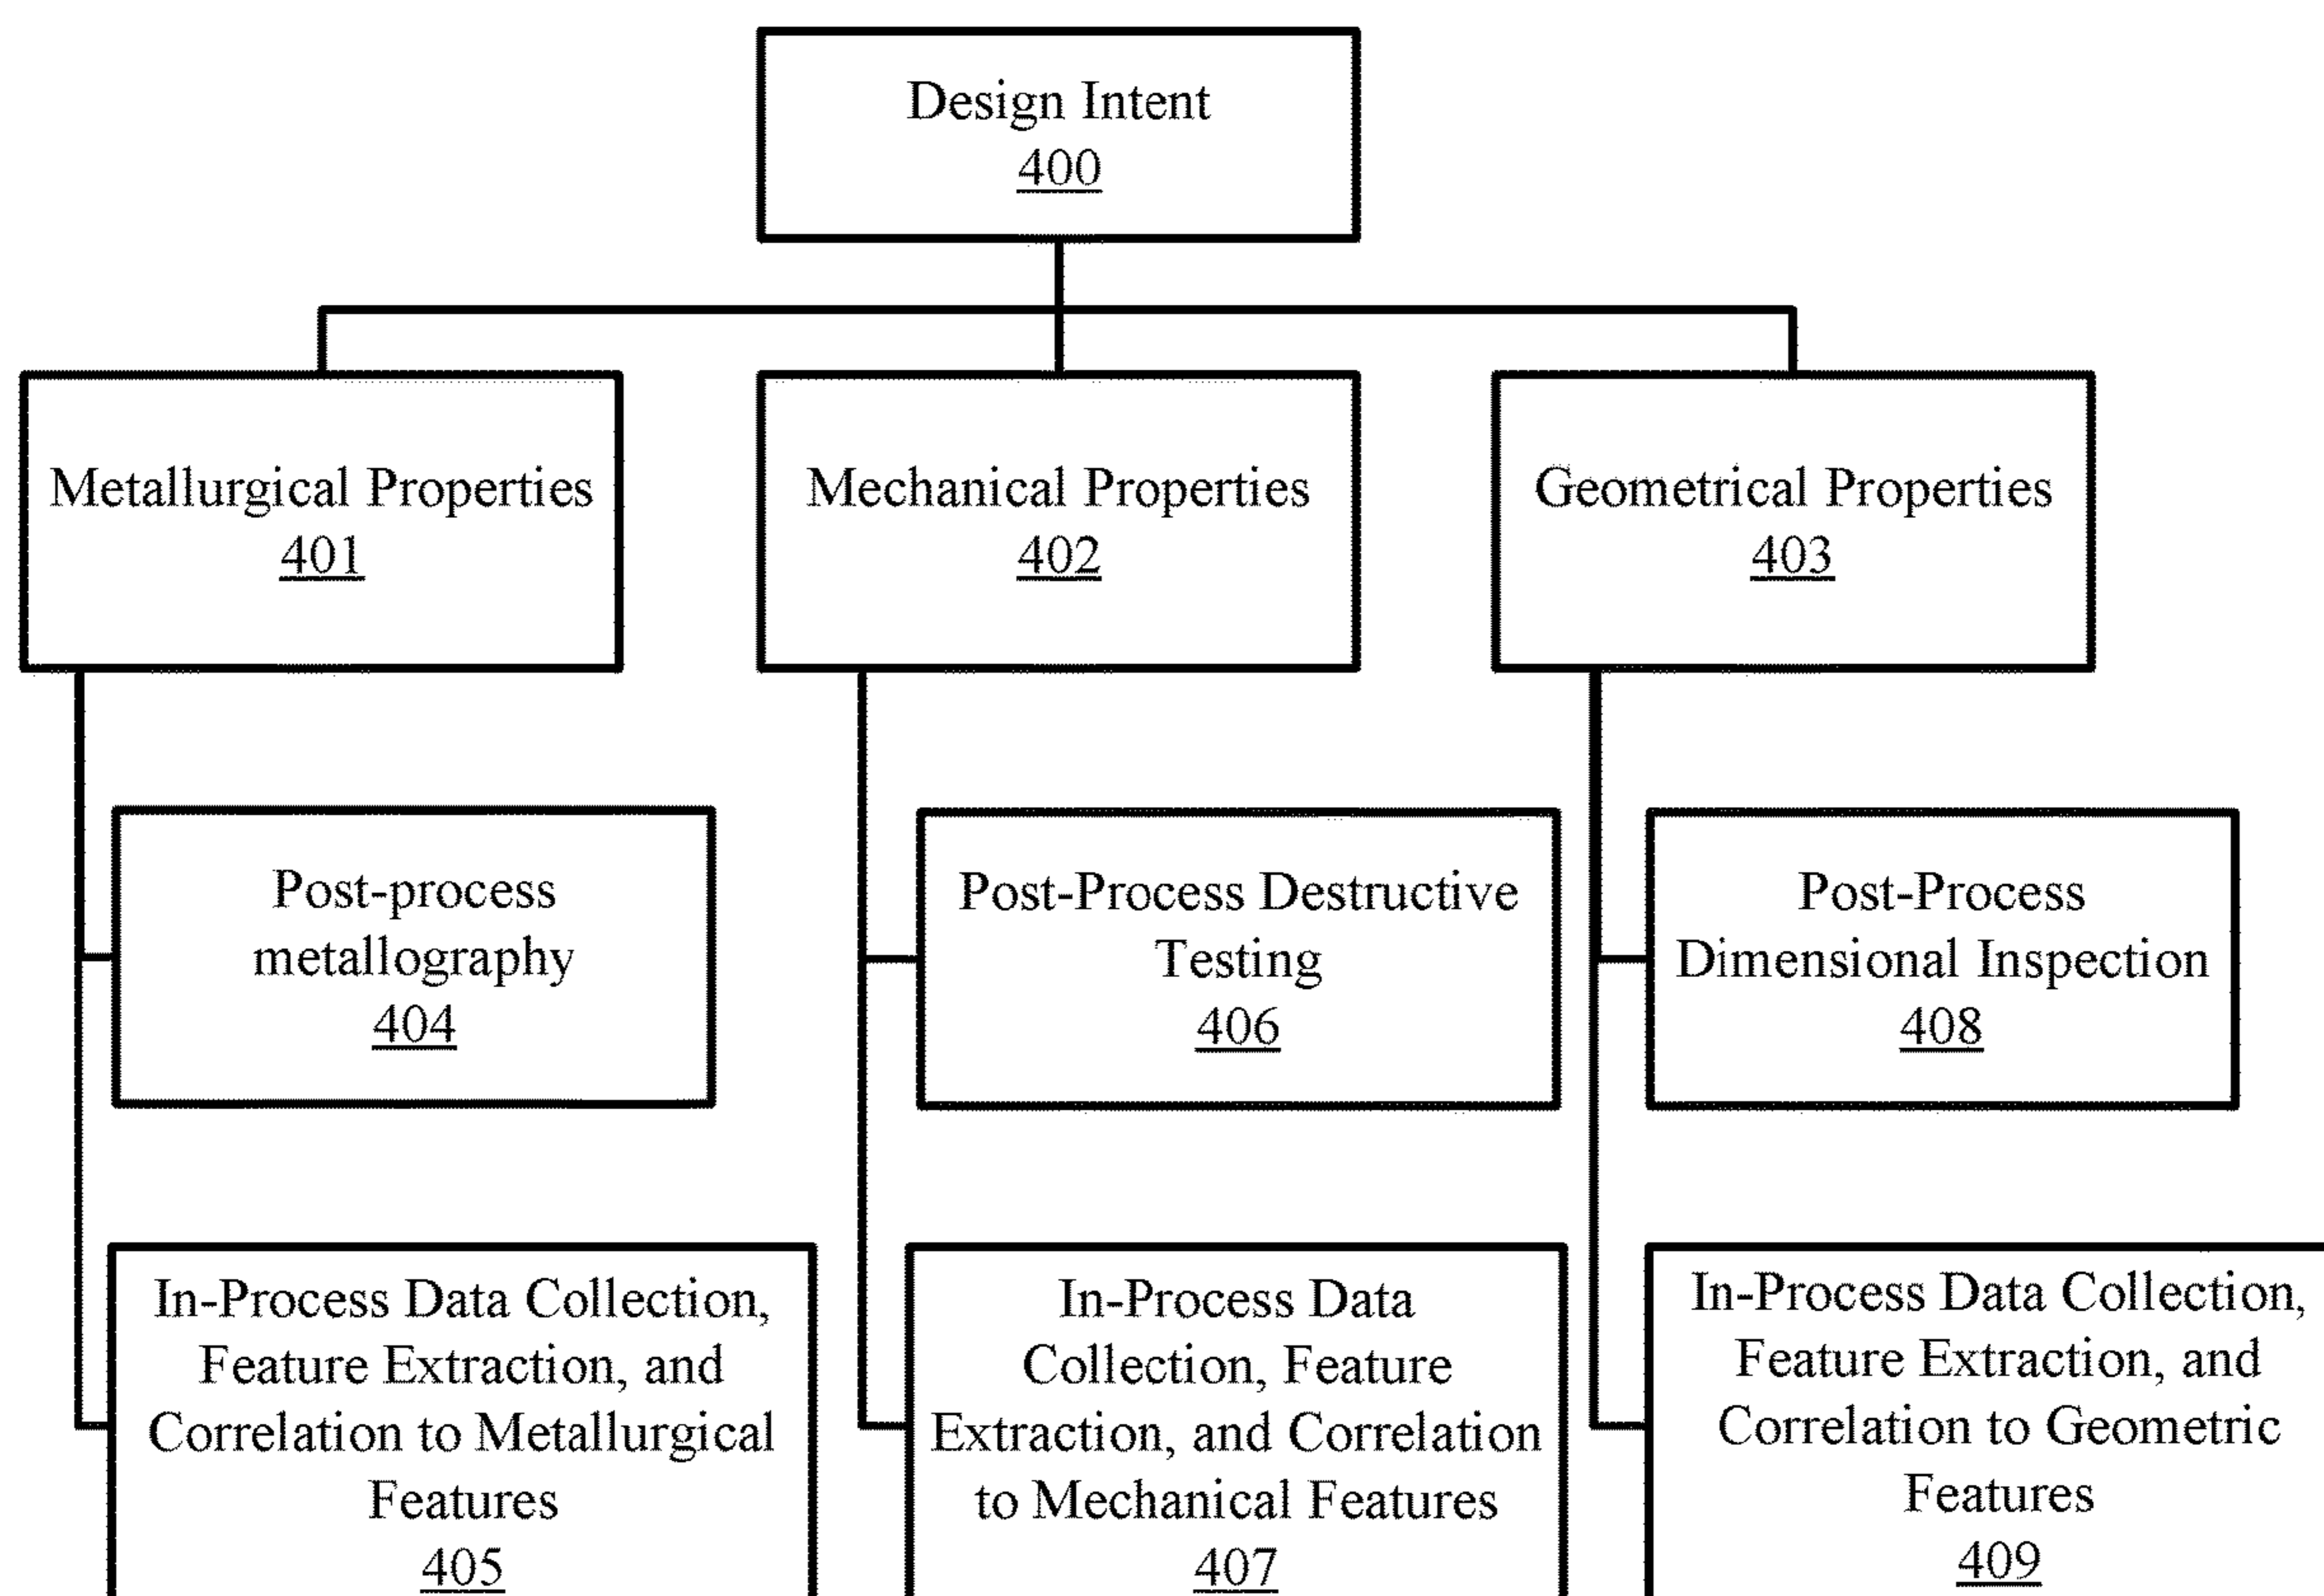 Design Intent
400
Metallurgical Properties
401
Mechanical Properties
402
Geometrical Properties
403
Post-process
metallography
404
Post-Process Destructive
Testing
406
Post-Process
Dimensional Inspection
408
In-Process Data Collection,
Feature Extraction, and
Correlation to Metallurgical
Features
405
In-Process Data
Collection, Feature
Extraction, and Correlation
to Mechanical Features
407
In-Process Data Collection,
Feature Extraction, and
Correlation to Geometric
Features
409